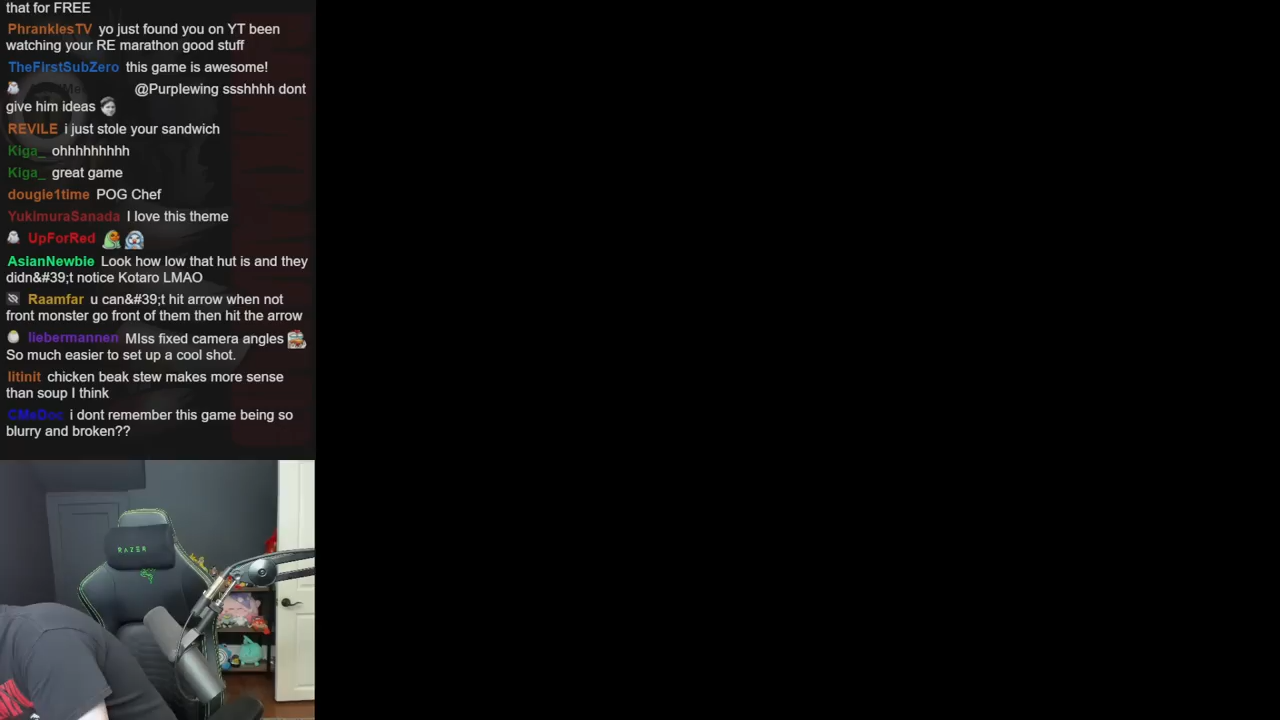 that for FREE
PhranklesTV yo just found you on YT been
watching your RE marathon good stuff
TheFirstSubZero this game is awesome!
@Purplewing ssshhhh dont
give him ideas
REVILE i just stole your sandwich
Kiga_ ohhhhhhhhh
Kiga_ great game
dougie1time POG Chef
YukimuraSanada I love this theme
UpForRed
AsianNewbie Look how low that hut is and they
didn&#39;t notice Kotaro LMAO
Raamfar u can&#39;t hit arrow when not
front monster go front of them then hit the arrow
liebermannen MIss fixed camera angles
So much easier to set up a cool shot.
litinit chicken beak stew makes more sense
than soup I think
CMsDoc i dont remember this game being so
blurry and broken??
RAZER